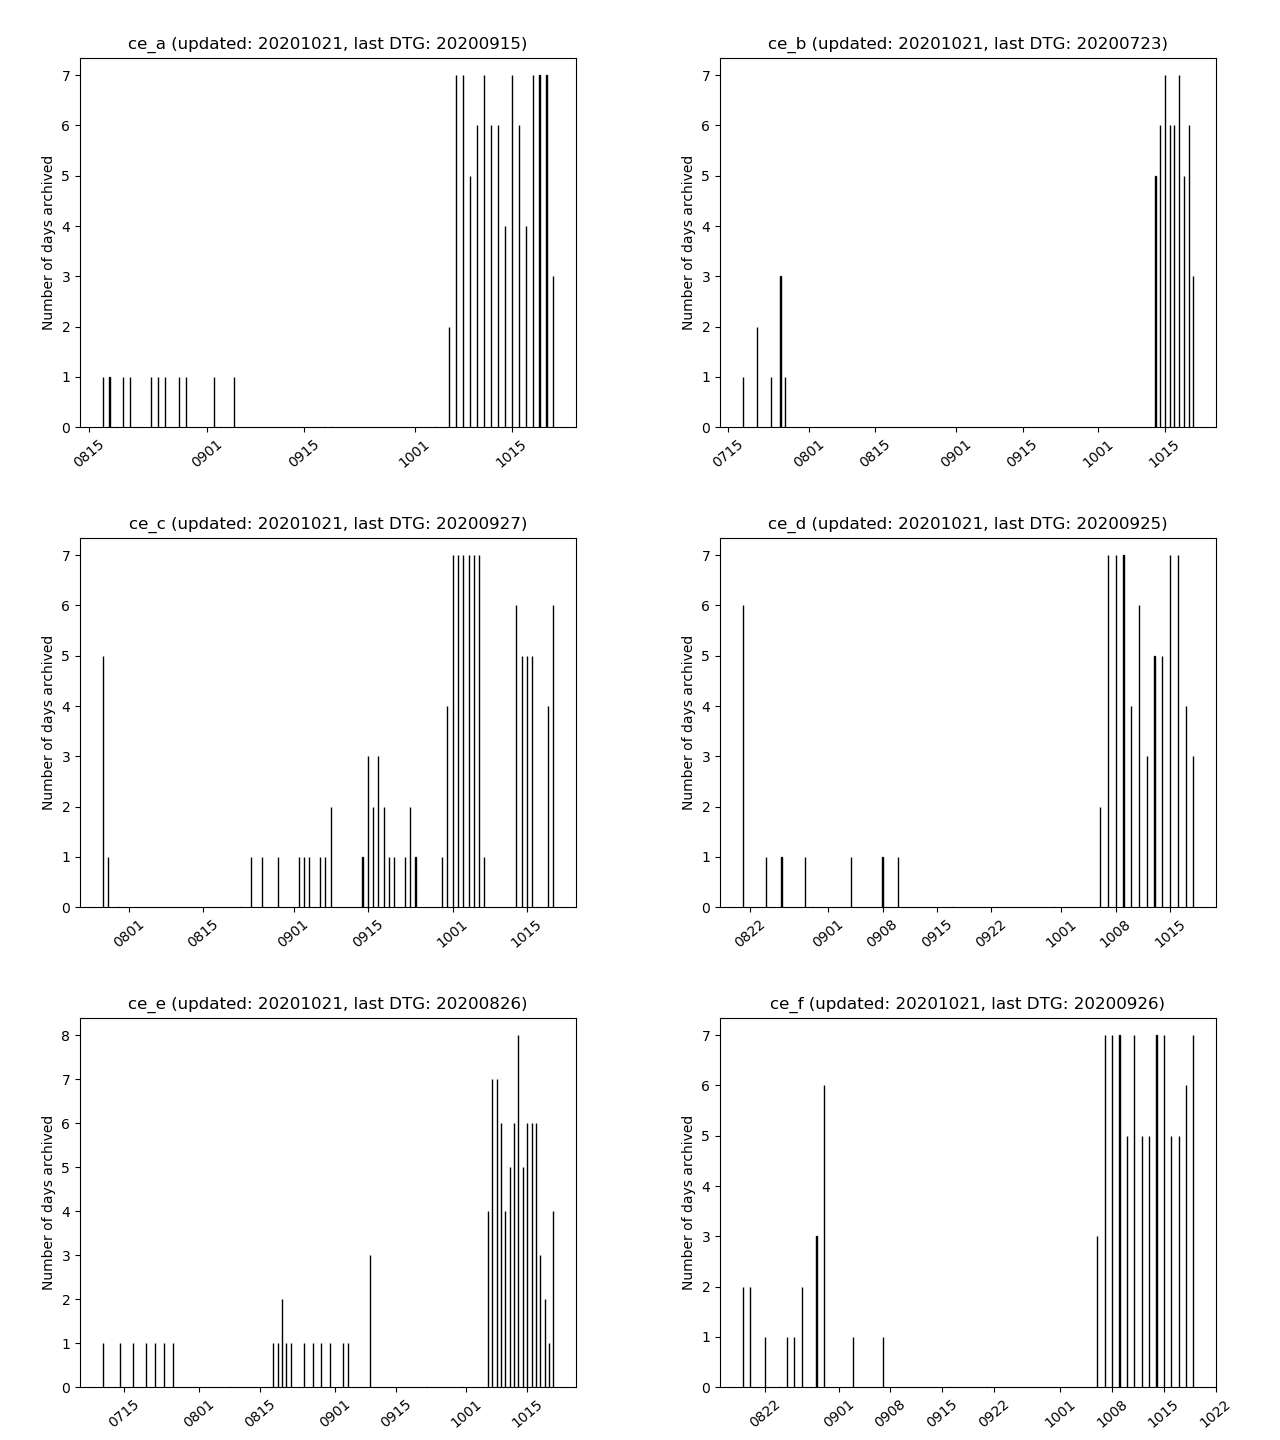 ce_a (updated: 20201021, last DTG: 20200915)
Number of days archived
7
6
5
4
3
2
1
0
0815 0901 0915 1001 1015
ce_b (updated: 20201021, last DTG: 20200723)
Number of days archived
7
6
5
4
3
2
1
0
0715 0801 0815 0901 0915 1001 1015
ce_c (updated: 20201021, last DTG: 20200927)
Number of days archived
7
6
5
4
3
2
1
0
0801 0815 0901 0915 1001 1015
ce_d (updated: 20201021, last DTG: 20200925)
Number of days archived
7
6
5
4
3
2
1
0
0822 0901 0908 0915 0922 1001 1008 1015
ce_e (updated: 20201021, last DTG: 20200826)
Number of days archived
8
7
6
5
4
3
2
1
0
0715 0801 0815 0901 0915 1001 1015
ce_f (updated: 20201021, last DTG: 20200926)
Number of days archived
7
6
5
4
3
2
1
0
0822 0901 0908 0915 0922 1001 1008 1015 1022